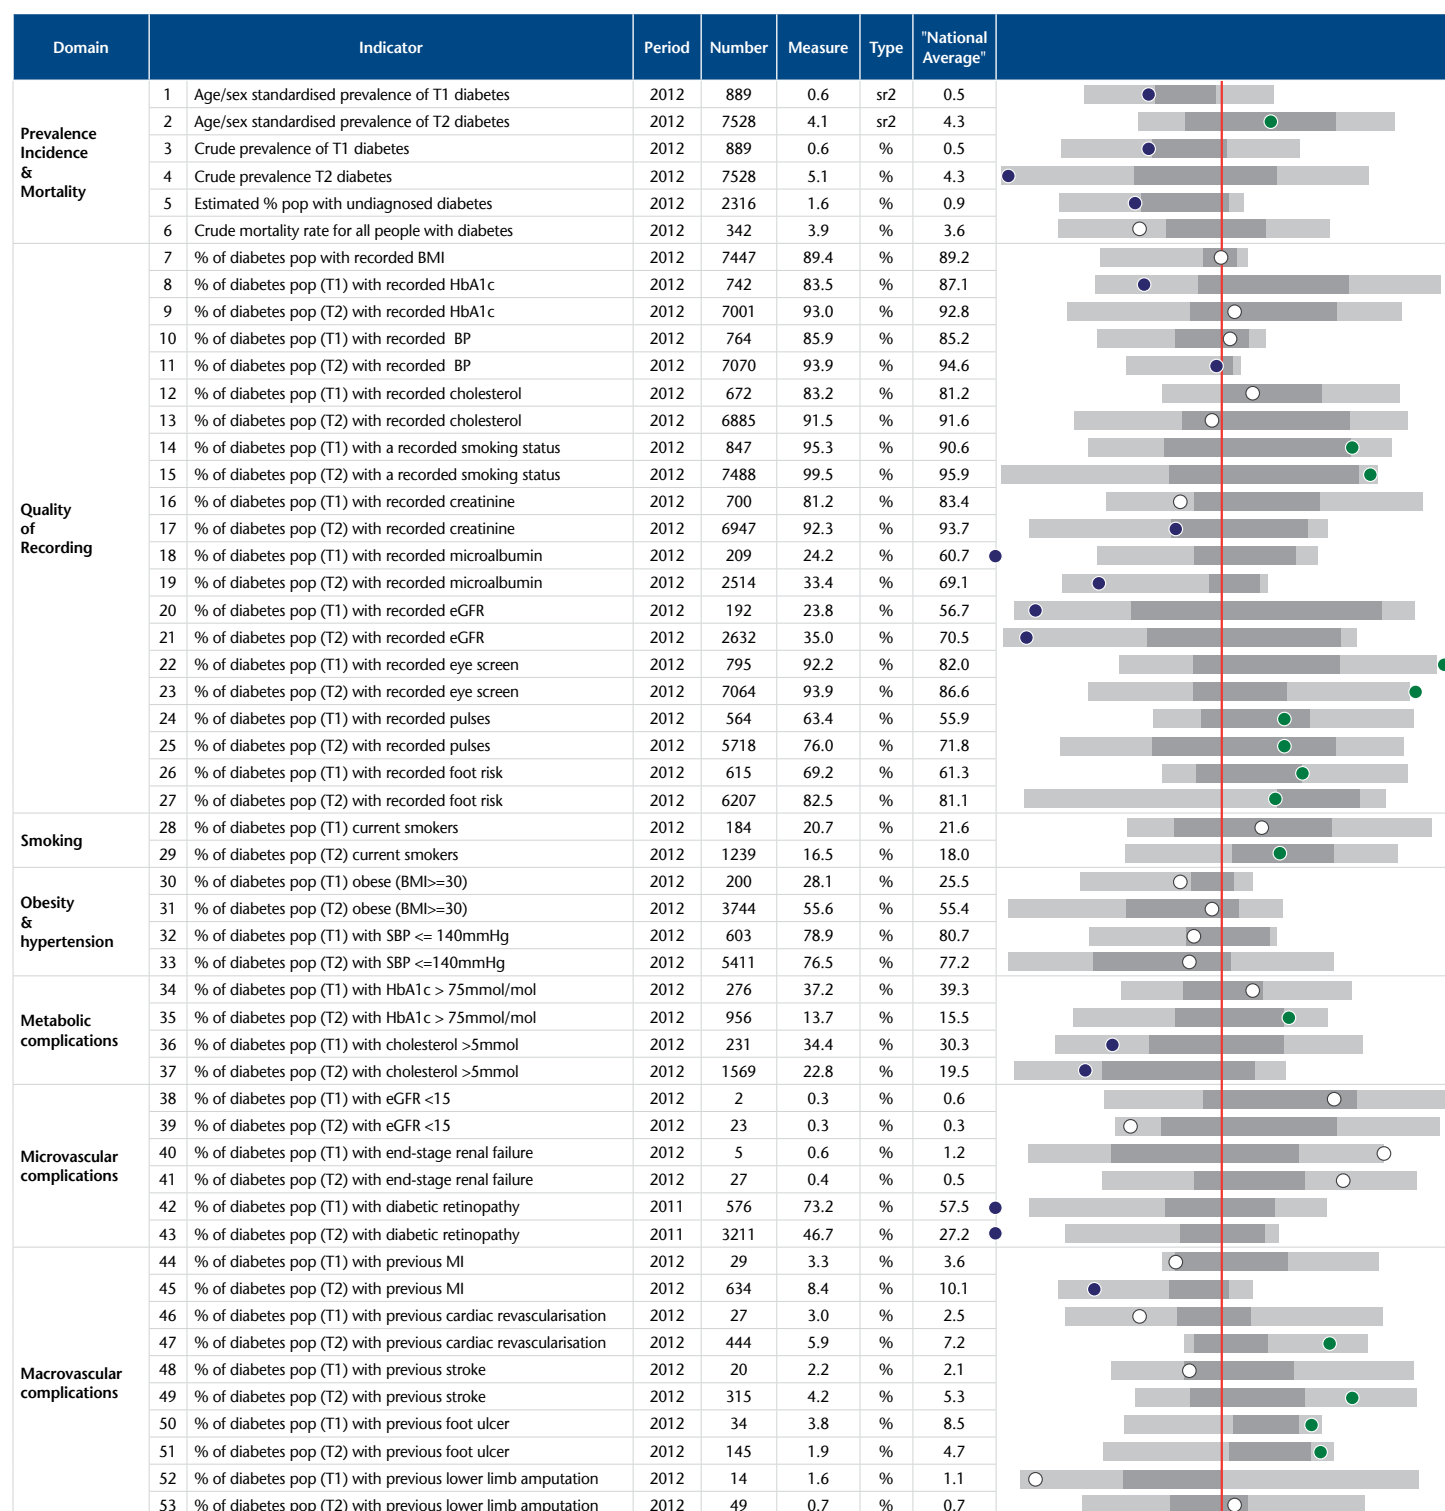 Domain Indicator Period Number Measure Type "National Average"
Prevalence
Incidence
&
Mortality
1 Age/sex standardised prevalence of T1 diabetes 2012 889 0.6 sr2 0.5
2 Age/sex standardised prevalence of T2 diabetes 2012 7528 4.1 sr2 4.3
3 Crude prevalence of T1 diabetes 2012 889 0.6 % 0.5
4 Crude prevalence T2 diabetes 2012 7528 5.1 % 4.3
5 Estimated % pop with undiagnosed diabetes 2012 2316 1.6 % 0.9
6 Crude mortality rate for all people with diabetes 2012 342 3.9 % 3.6
Quality
of
Recording
7 % of diabetes pop with recorded BMI 2012 7447 89.4 % 89.2
8 % of diabetes pop (T1) with recorded HbA1c 2012 742 83.5 % 87.1
9 % of diabetes pop (T2) with recorded HbA1c 2012 7001 93.0 % 92.8
10 % of diabetes pop (T1) with recorded BP 2012 764 85.9 % 85.2
11 % of diabetes pop (T2) with recorded BP 2012 7070 93.9 % 94.6
12 % of diabetes pop (T1) with recorded cholesterol 2012 672 83.2 % 81.2
13 % of diabetes pop (T2) with recorded cholesterol 2012 6885 91.5 % 91.6
14 % of diabetes pop (T1) with a recorded smoking status 2012 847 95.3 % 90.6
15 % of diabetes pop (T2) with a recorded smoking status 2012 7488 99.5 % 95.9
16 % of diabetes pop (T1) with recorded creatinine 2012 700 81.2 % 83.4
17 % of diabetes pop (T2) with recorded creatinine 2012 6947 92.3 % 93.7
18 % of diabetes pop (T1) with recorded microalbumin 2012 209 24.2 % 60.7
19 % of diabetes pop (T2) with recorded microalbumin 2012 2514 33.4 % 69.1
20 % of diabetes pop (T1) with recorded eGFR 2012 192 23.8 % 56.7
21 % of diabetes pop (T2) with recorded eGFR 2012 2632 35.0 % 70.5
22 % of diabetes pop (T1) with recorded eye screen 2012 795 92.2 % 82.0
23 % of diabetes pop (T2) with recorded eye screen 2012 7064 93.9 % 86.6
24 % of diabetes pop (T1) with recorded pulses 2012 564 63.4 % 55.9
25 % of diabetes pop (T2) with recorded pulses 2012 5718 76.0 % 71.8
26 % of diabetes pop (T1) with recorded foot risk 2012 615 69.2 % 61.3
27 % of diabetes pop (T2) with recorded foot risk 2012 6207 82.5 % 81.1
Smoking
28 % of diabetes pop (T1) current smokers 2012 184 20.7 % 21.6
29 % of diabetes pop (T2) current smokers 2012 1239 16.5 % 18.0
Obesity
&
hypertension
30 % of diabetes pop (T1) obese (BMI>=30) 2012 200 28.1 % 25.5
31 % of diabetes pop (T2) obese (BMI>=30) 2012 3744 55.6 % 55.4
32 % of diabetes pop (T1) with SBP <= 140mmHg 2012 603 78.9 % 80.7
33 % of diabetes pop (T2) with SBP <=140mmHg 2012 5411 76.5 % 77.2
Metabolic
complications
34 % of diabetes pop (T1) with HbA1c > 75mmol/mol 2012 276 37.2 % 39.3
35 % of diabetes pop (T2) with HbA1c > 75mmol/mol 2012 956 13.7 % 15.5
36 % of diabetes pop (T1) with cholesterol >5mmol 2012 231 34.4 % 30.3
37 % of diabetes pop (T2) with cholesterol >5mmol 2012 1569 22.8 % 19.5
Microvascular
complications
38 % of diabetes pop (T1) with eGFR <15 2012 2 0.3 % 0.6
39 % of diabetes pop (T2) with eGFR <15 2012 23 0.3 % 0.3
40 % of diabetes pop (T1) with end-stage renal failure 2012 5 0.6 % 1.2
41 % of diabetes pop (T2) with end-stage renal failure 2012 27 0.4 % 0.5
42 % of diabetes pop (T1) with diabetic retinopathy 2011 576 73.2 % 57.5
43 % of diabetes pop (T2) with diabetic retinopathy 2011 3211 46.7 % 27.2
Macrovascular
complications
44 % of diabetes pop (T1) with previous MI 2012 29 3.3 % 3.6
45 % of diabetes pop (T2) with previous MI 2012 634 8.4 % 10.1
46 % of diabetes pop (T1) with previous cardiac revascularisation 2012 27 3.0 % 2.5
47 % of diabetes pop (T2) with previous cardiac revascularisation 2012 444 5.9 % 7.2
48 % of diabetes pop (T1) with previous stroke 2012 20 2.2 % 2.1
49 % of diabetes pop (T2) with previous stroke 2012 315 4.2 % 5.3
50 % of diabetes pop (T1) with previous foot ulcer 2012 34 3.8 % 8.5
51 % of diabetes pop (T2) with previous foot ulcer 2012 145 1.9 % 4.7
52 % of diabetes pop (T1) with previous lower limb amputation 2012 14 1.6 % 1.1
53 % of diabetes pop (T2) with previous lower limb amputation 2012 49 0.7 % 0.7